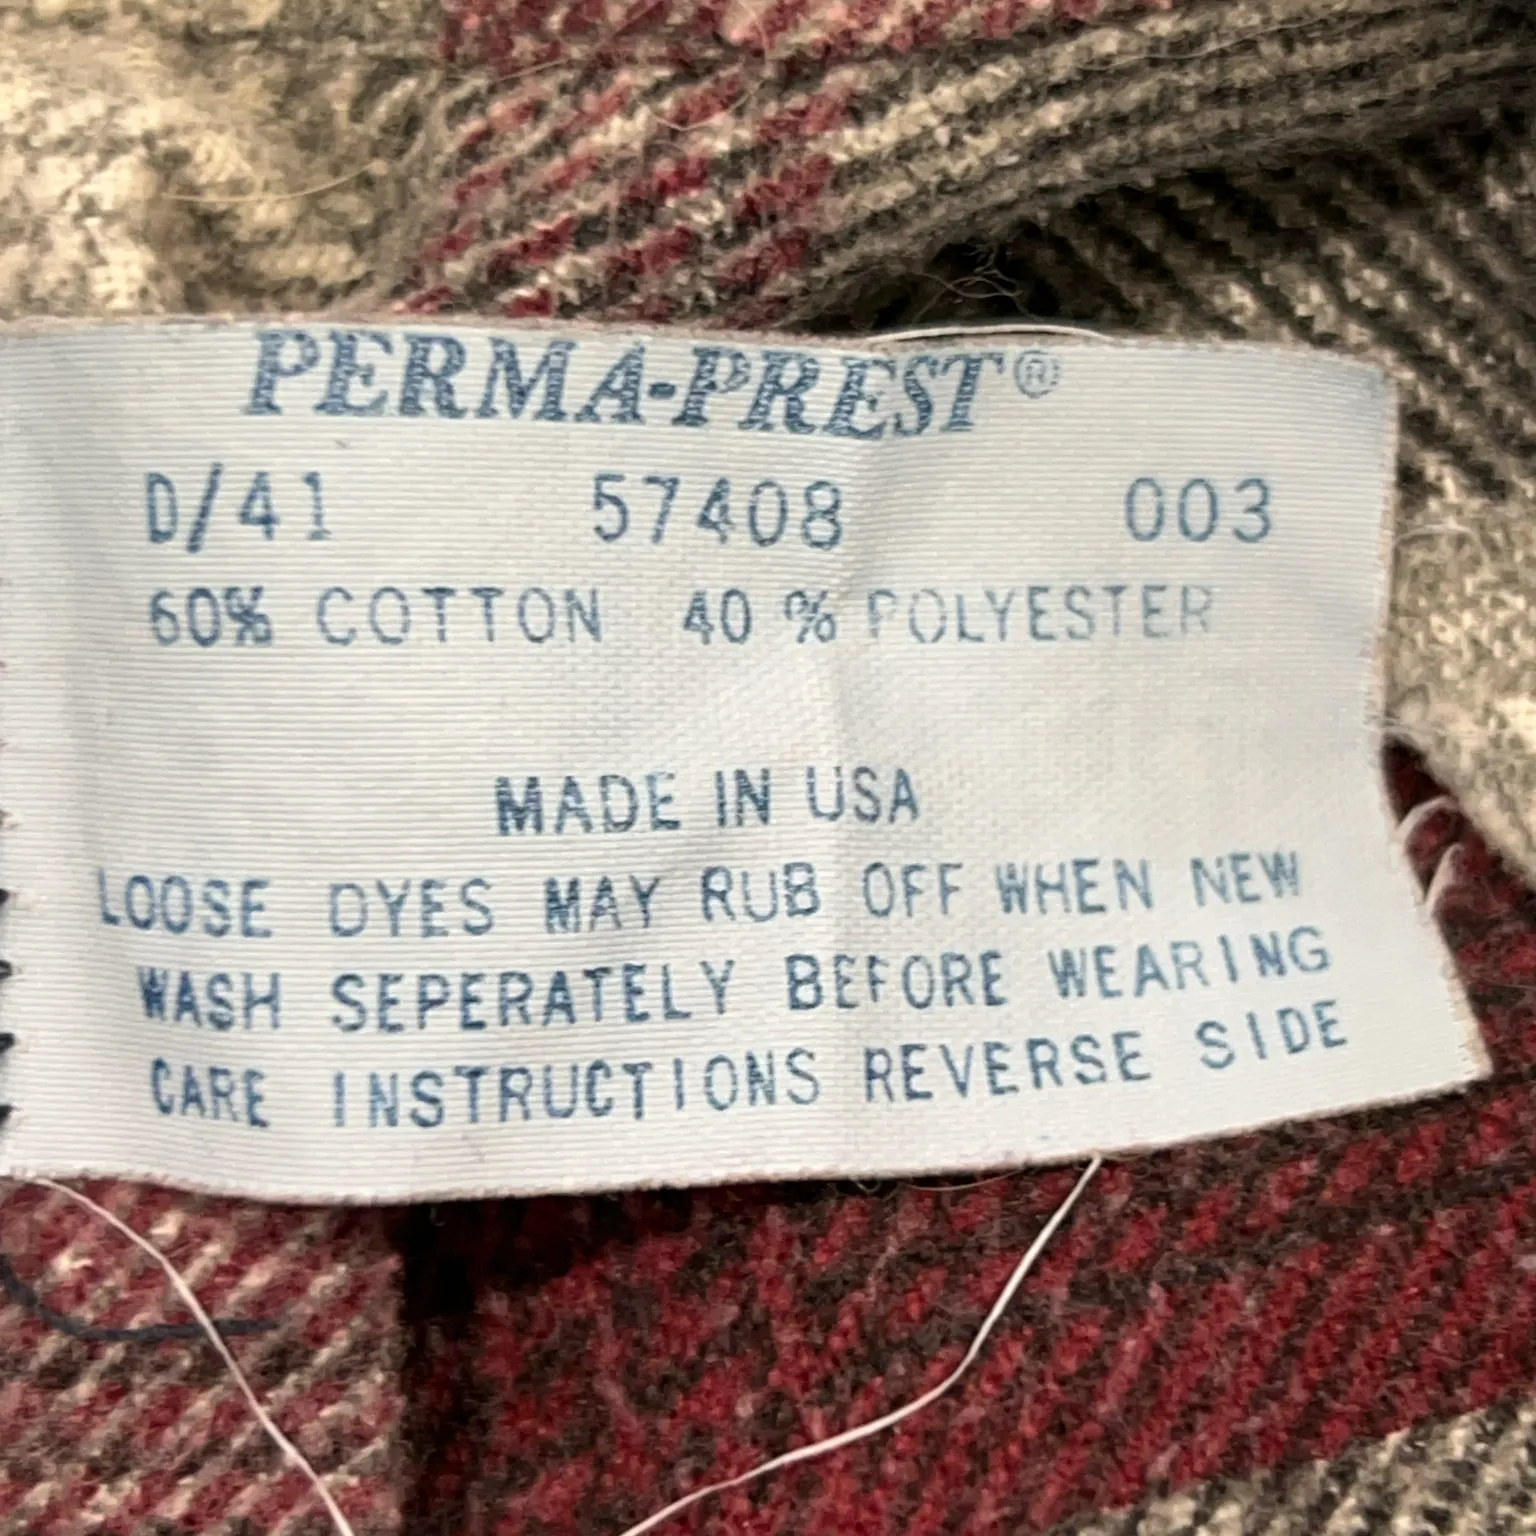 PERMA-PREST®
D/41 57408 003
60% COTTON 40 % POLYESTER
MADE IN USA
LOOSE DYES MAY RUB OFF WHEN NEW
WASH SEPERATELY BEFORE WEARING
CARE INSTRUCTIONS REVERSE SIDE